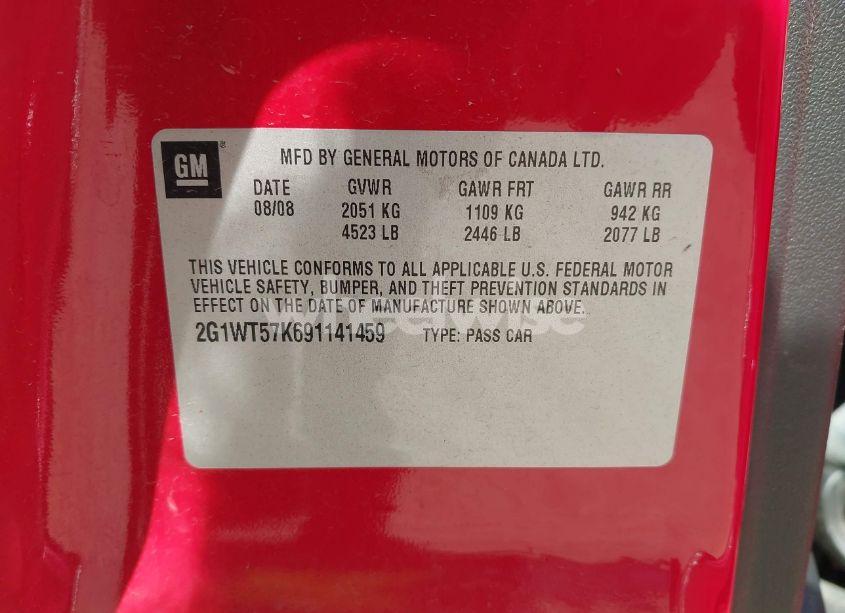 GM
MFD BY GENERAL MOTORS OF CANADA LTD.
DATE GVWR GAWR FRT GAWR RR
08/08 2051 KG 1109 KG 942 KG
4523 LB 2446 LB 2077 LB
THIS VEHICLE CONFORMS TO ALL APPLICABLE U.S. FEDERAL MOTOR
VEHICLE SAFETY, BUMPER, AND THEFT PREVENTION STANDARDS IN
EFFECT ON THE DATE OF MANUFACTURE SHOWN ABOVE.
wheelwise
2G1WT57K691141459 TYPE: PASS CAR